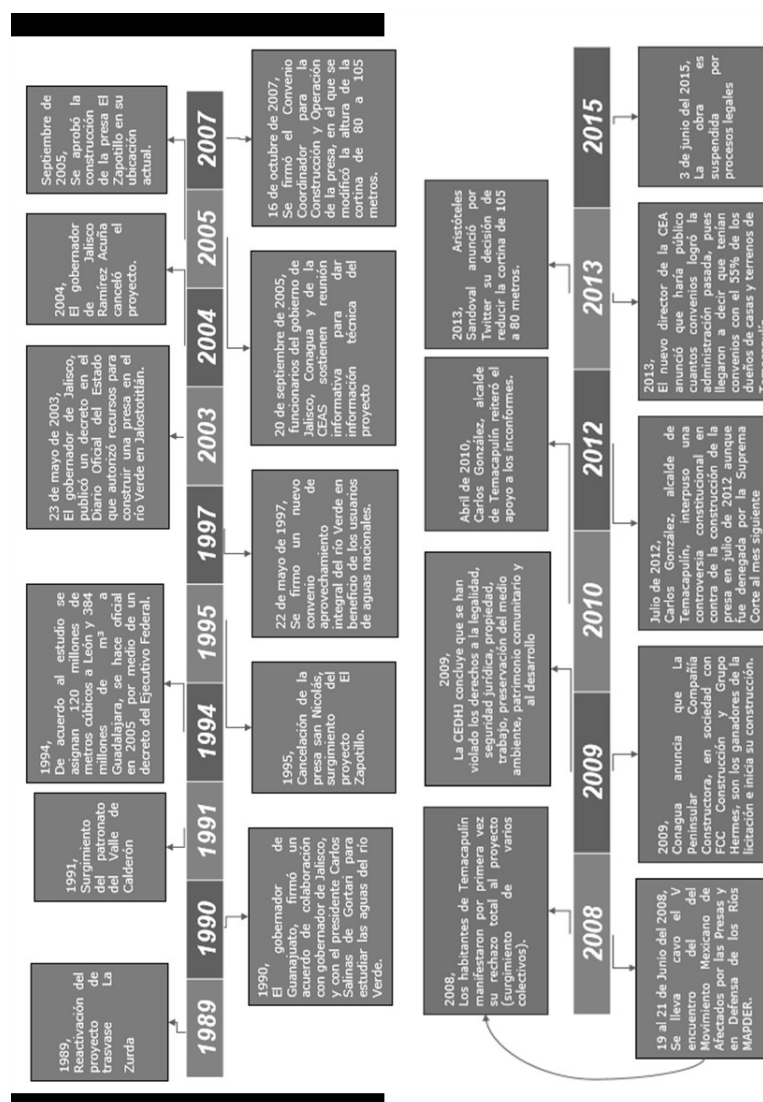 1989,
Reactivación del
proyecto de
trasvase La
Zurda
1991,
Surgimiento
del patronato
del Valle de
Calderón
1994,
De acuerdo al estudio se
asignan 120 millones de
metros cúbicos a León y 384
millones de m³ a
Guadalajara, se hace oficial
en 2005 por medio de un
decreto del Ejecutivo Federal.
23 de mayo de 2003,
El gobernador de Jalisco,
publicó un decreto en el
Diario Oficial del Estado
que autorizó recursos para
construir una presa en el
río Verde en Jalostotitlán.
2004,
El gobernador
de Jalisco
Ramírez Acuña
canceló el
proyecto.
Septiembre de
2005,
Se aprobó la
construcción
de la presa El
Zapotillo en su
ubicación
actual.
1989
1990
1991
1994
1995
1997
2003
2004
2005
2007
1990,
El gobernador de
Guanajuato, firmó un
acuerdo de colaboración
con gobernador de Jalisco,
y con el presidente Carlos
Salinas de Gortari para
estudiar las aguas del río
Verde.
1995,
Cancelación de la
presa san Nicolás,
surgimiento del
proyecto El
Zapotillo.
22 de mayo de 1997,
Se firmo un nuevo
convenio de
aprovechamiento
integral del río Verde en
beneficio de los usuarios
de aguas nacionales.
20 de septiembre de 2005,
funcionarios del gobierno de
Jalisco, Conagua y de la
CEAS sostienen reunión
informativa para dar
información técnica del
proyecto
16 de octubre de 2007,
Se firmó el Convenio
Coordinador para la
Construcción y Operación
de la presa, en el que se
modificó la altura de la
cortina de 80 a 105
metros.
2008,
Los habitantes de Temacapulín
manifestaron por primera vez
su rechazo total al proyecto
(surgimiento de varios
colectivos).
2009,
La CEDHJ concluye que se han
violado los derechos a la legalidad,
seguridad jurídica, propiedad,
trabajo, preservación del medio
ambiente, patrimonio comunitario y
al desarrollo
Abril de 2010,
Carlos González, alcalde
de Temacapulín reiteró el
apoyo a los inconformes.
2013, Aristóteles
Sandoval anunció por
Twitter su decisión de
reducir la cortina de 105
a 80 metros.
2008
2009
2010
2012
2013
2015
19 al 21 de Junio del 2008,
Se lleva cavo el V
encuentro del
Movimiento Mexicano de
Afectados por las Presas y
en Defensa de los Ríos
MAPDER.
2009,
Conagua anuncia que La
Peninsular Compañía
Constructora, en sociedad con
FCC Construcción y Grupo
Hermes, son los ganadores de la
licitación e inicia su construcción.
Julio de 2012,
Carlos González, alcalde de
Temacapulín, interpuso una
controversia constitucional en
contra de la construcción de la
presa en julio de 2012 aunque
fue denegada por la Suprema
Corte al mes siguiente
2013,
El nuevo director de la CEA
anunció que haría público
cuantos convenios logró la
administración pasada, pues
llegaron a decir que tenían
convenios con el 55% de los
dueños de casas y terrenos de
3 de junio del 2015,
La obra es
suspendida por
procesos legales